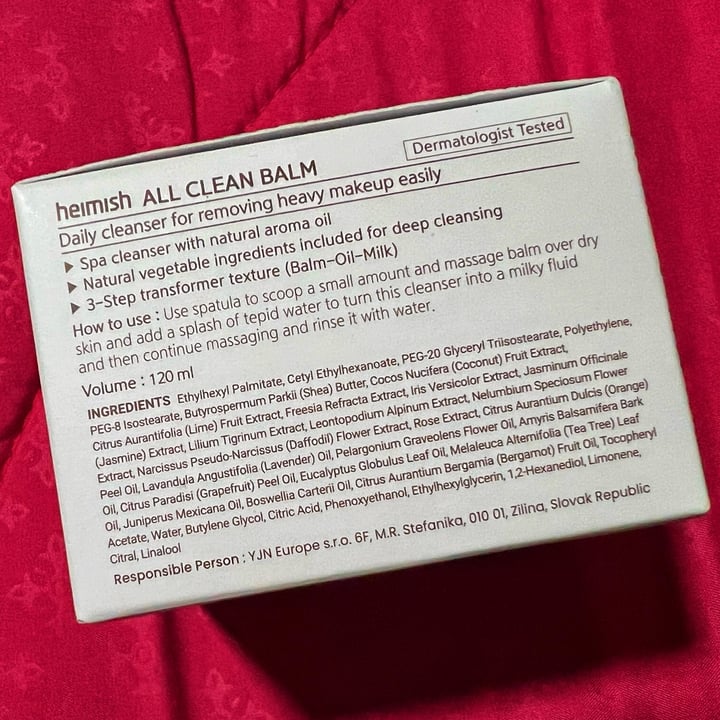 heimish ALL CLEAN BALM
Dermatologist Tested
Daily cleanser for removing heavy makeup easily
▶ Spa cleanser with natural aroma oil
▶ Natural vegetable ingredients included for deep cleansing
▶ 3-Step transformer texture (Balm-Oil-Milk)
How to use : Use spatula to scoop a small amount and massage balm over dry
skin and add a splash of tepid water to turn this cleanser into a milky fluid
and then continue massaging and rinse it with water.
Volume : 120 ml
INGREDIENTS Ethylhexyl Palmitate, Cetyl Ethylhexanoate, PEG-20 Glyceryl Triisostearate, Polyethylene,
PEG-8 Isostearate, Butyrospermum Parkii (Shea) Butter, Cocos Nucifera (Coconut) Fruit Extract,
Citrus Aurantifolia (Lime) Fruit Extract, Freesia Refracta Extract, Iris Versicolor Extract, Jasminum Officinale
(Jasmine) Extract, Lilium Tigrinum Extract, Leontopodium Alpinum Extract, Nelumbium Speciosum Flower
Extract, Narcissus Pseudo-Narcissus (Daffodil) Flower Extract, Rose Extract, Citrus Aurantium Dulcis (Orange)
Peel Oil, Lavandula Angustifolia (Lavender) Oil, Pelargonium Graveolens Flower Oil, Amyris Balsamifera Bark
Oil, Citrus Paradisi (Grapefruit) Peel Oil, Eucalyptus Globulus Leaf Oil, Melaleuca Alternifolia (Tea Tree) Leaf
Oil, Juniperus Mexicana Oil, Boswellia Carterii Oil, Citrus Aurantium Bergamia (Bergamot) Fruit Oil, Tocopheryl
Acetate, Water, Butylene Glycol, Citric Acid, Phenoxyethanol, Ethylhexylglycerin, 1,2-Hexanediol, Limonene,
Citral, Linalool
Responsible Person : YJN Europe s.r.o. 6F, M.R. Stefanika, 010 01, Zilina, Slovak Republic